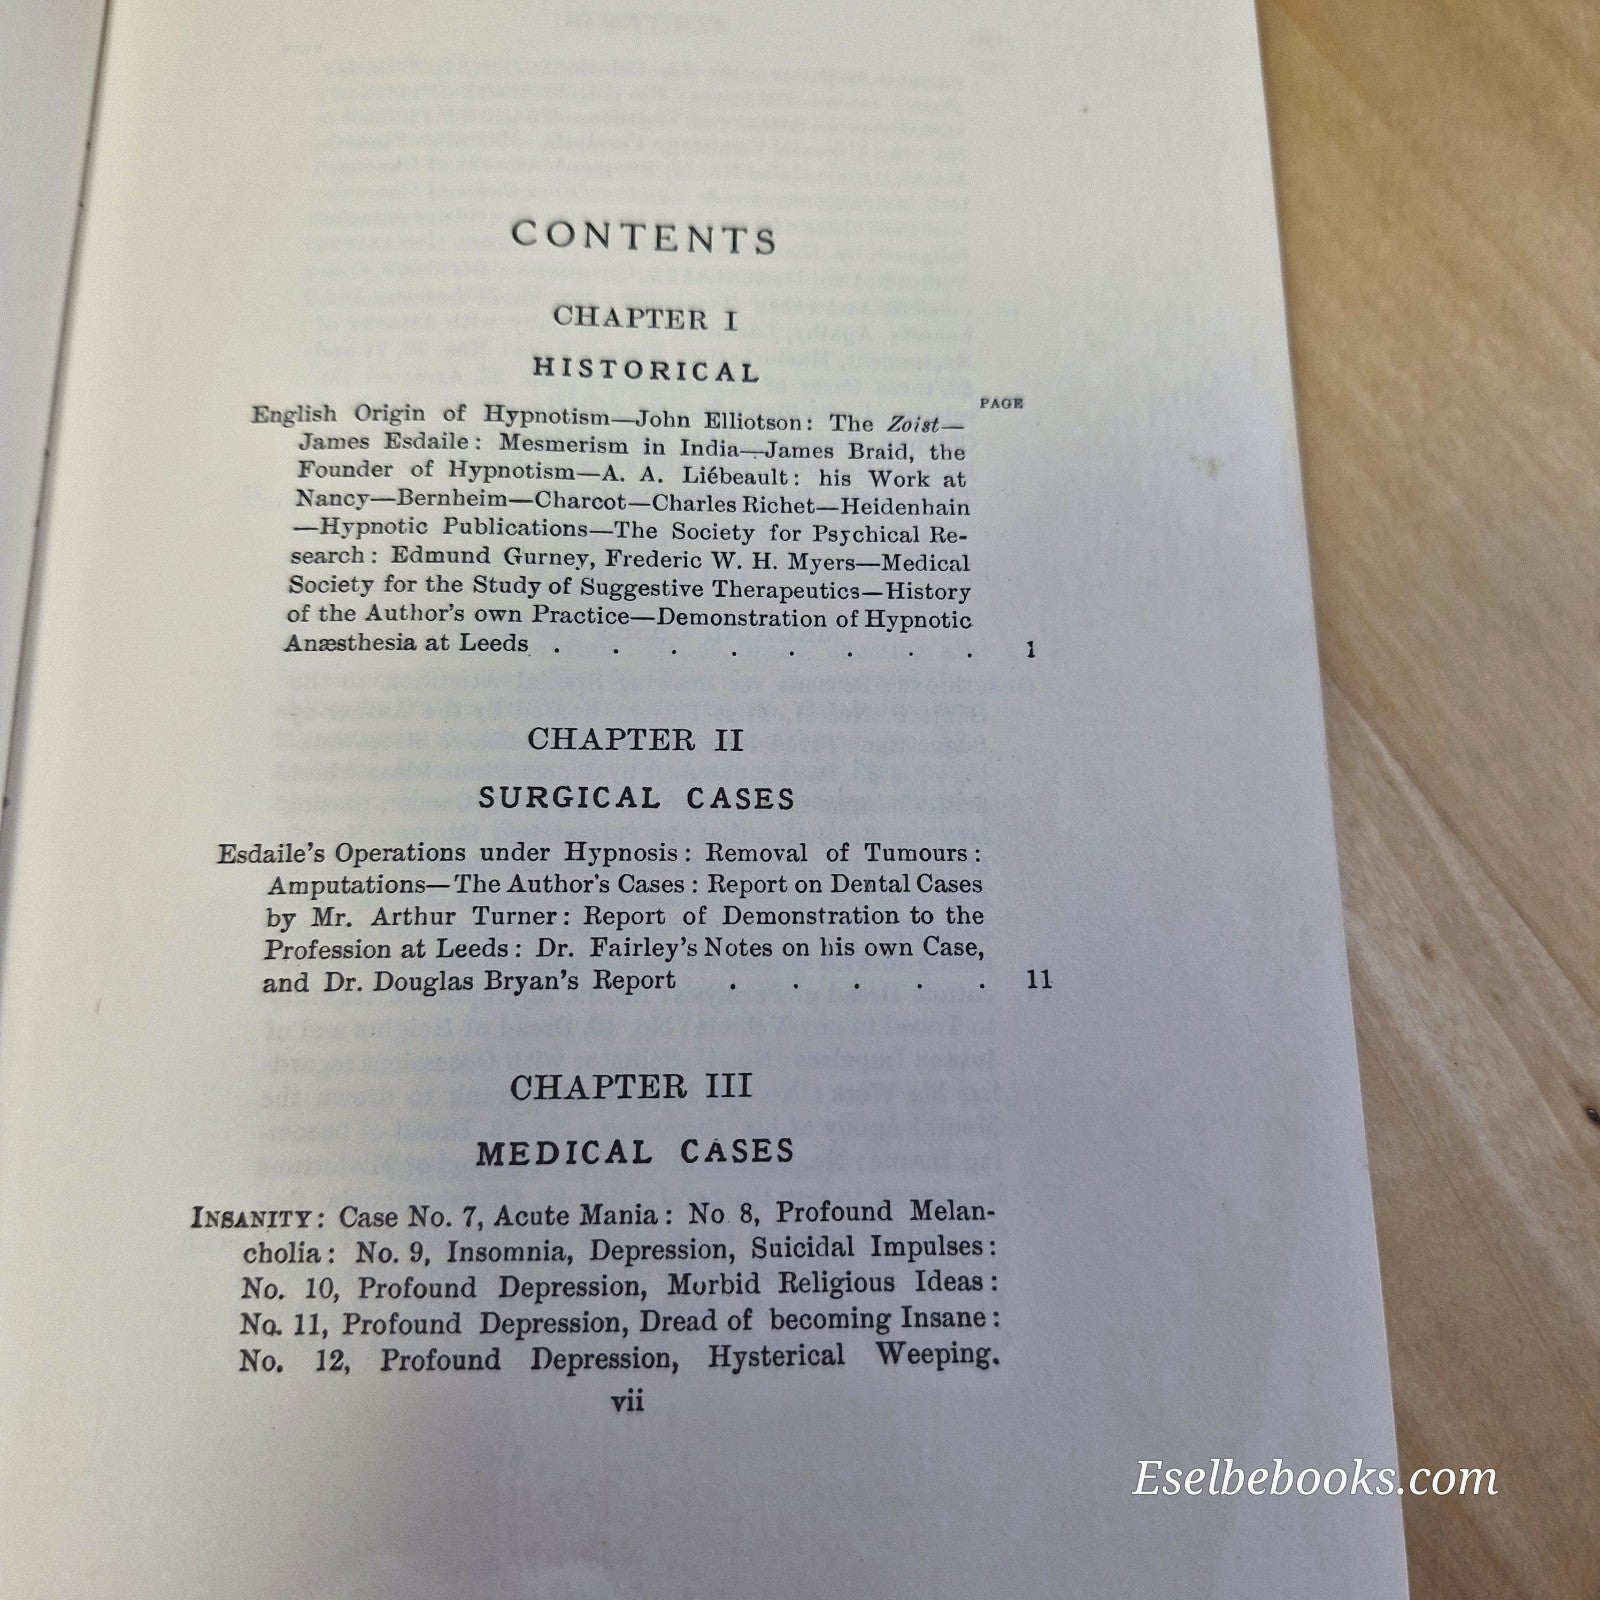 CONTENTS
CHAPTER I
HISTORICAL
PAGE
English Origin of Hypnotism—John Elliotson: The Zoist—
James Esdaile: Mesmerism in India—James Braid, the
Founder of Hypnotism—A. A. Liébeault: his Work at
Nancy—Bernheim—Charcot—Charles Richet—Heidenhain
—Hypnotic Publications—The Society for Psychical Re-
search: Edmund Gurney, Frederic W. H. Myers—Medical
Society for the Study of Suggestive Therapeutics—History
of the Author's own Practice—Demonstration of Hypnotic
Anæsthesia at Leeds . . . . . . . . 1
CHAPTER II
SURGICAL CASES
Esdaile's Operations under Hypnosis: Removal of Tumours:
Amputations—The Author's Cases: Report on Dental Cases
by Mr. Arthur Turner: Report of Demonstration to the
Profession at Leeds: Dr. Fairley's Notes on his own Case,
and Dr. Douglas Bryan's Report . . . . . 11
CHAPTER III
MEDICAL CASES
INSANITY: Case No. 7, Acute Mania: No 8, Profound Melan-
cholia: No. 9, Insomnia, Depression, Suicidal Impulses:
No. 10, Profound Depression, Morbid Religious Ideas:
No. 11, Profound Depression, Dread of becoming Insane:
No. 12, Profound Depression, Hysterical Weeping.
vii
Eselbebooks.com